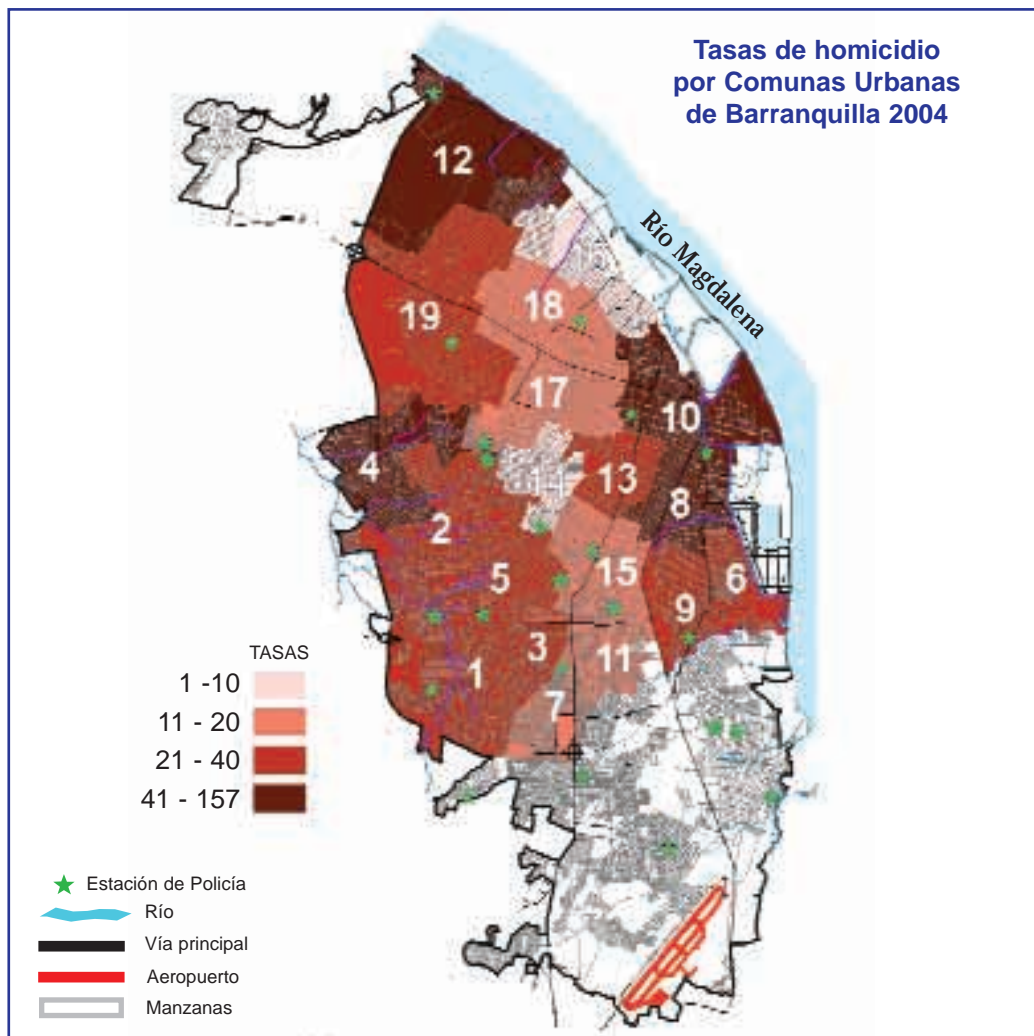 Tasas de homicidio
por Comunas Urbanas
de Barranquilla 2004
Río Magdalena
12
18
19
17
10
4
13
2
8
5
15
6
9
3
11
1
7
TASAS
1 -10
11 - 20
21 - 40
41 - 157
Estación de Policía
Río
Vía principal
Aeropuerto
Manzanas